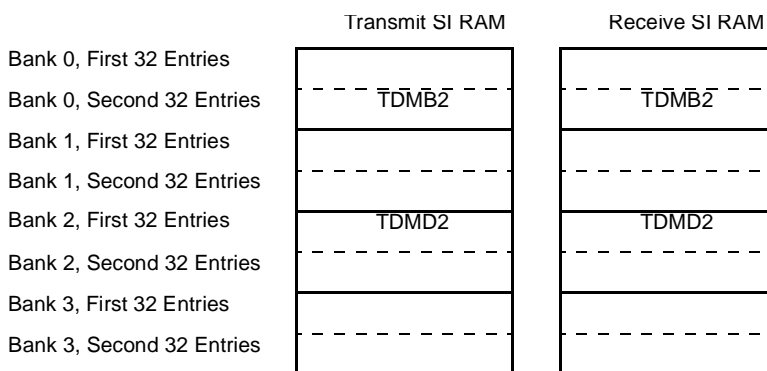 Transmit SI RAM Receive SI RAM
Bank 0, First 32 Entries
Bank 0, Second 32 Entries TDMB2 TDMB2
Bank 1, First 32 Entries
Bank 1, Second 32 Entries
Bank 2, First 32 Entries TDMD2 TDMD2
Bank 2, Second 32 Entries
Bank 3, First 32 Entries
Bank 3, Second 32 Entries